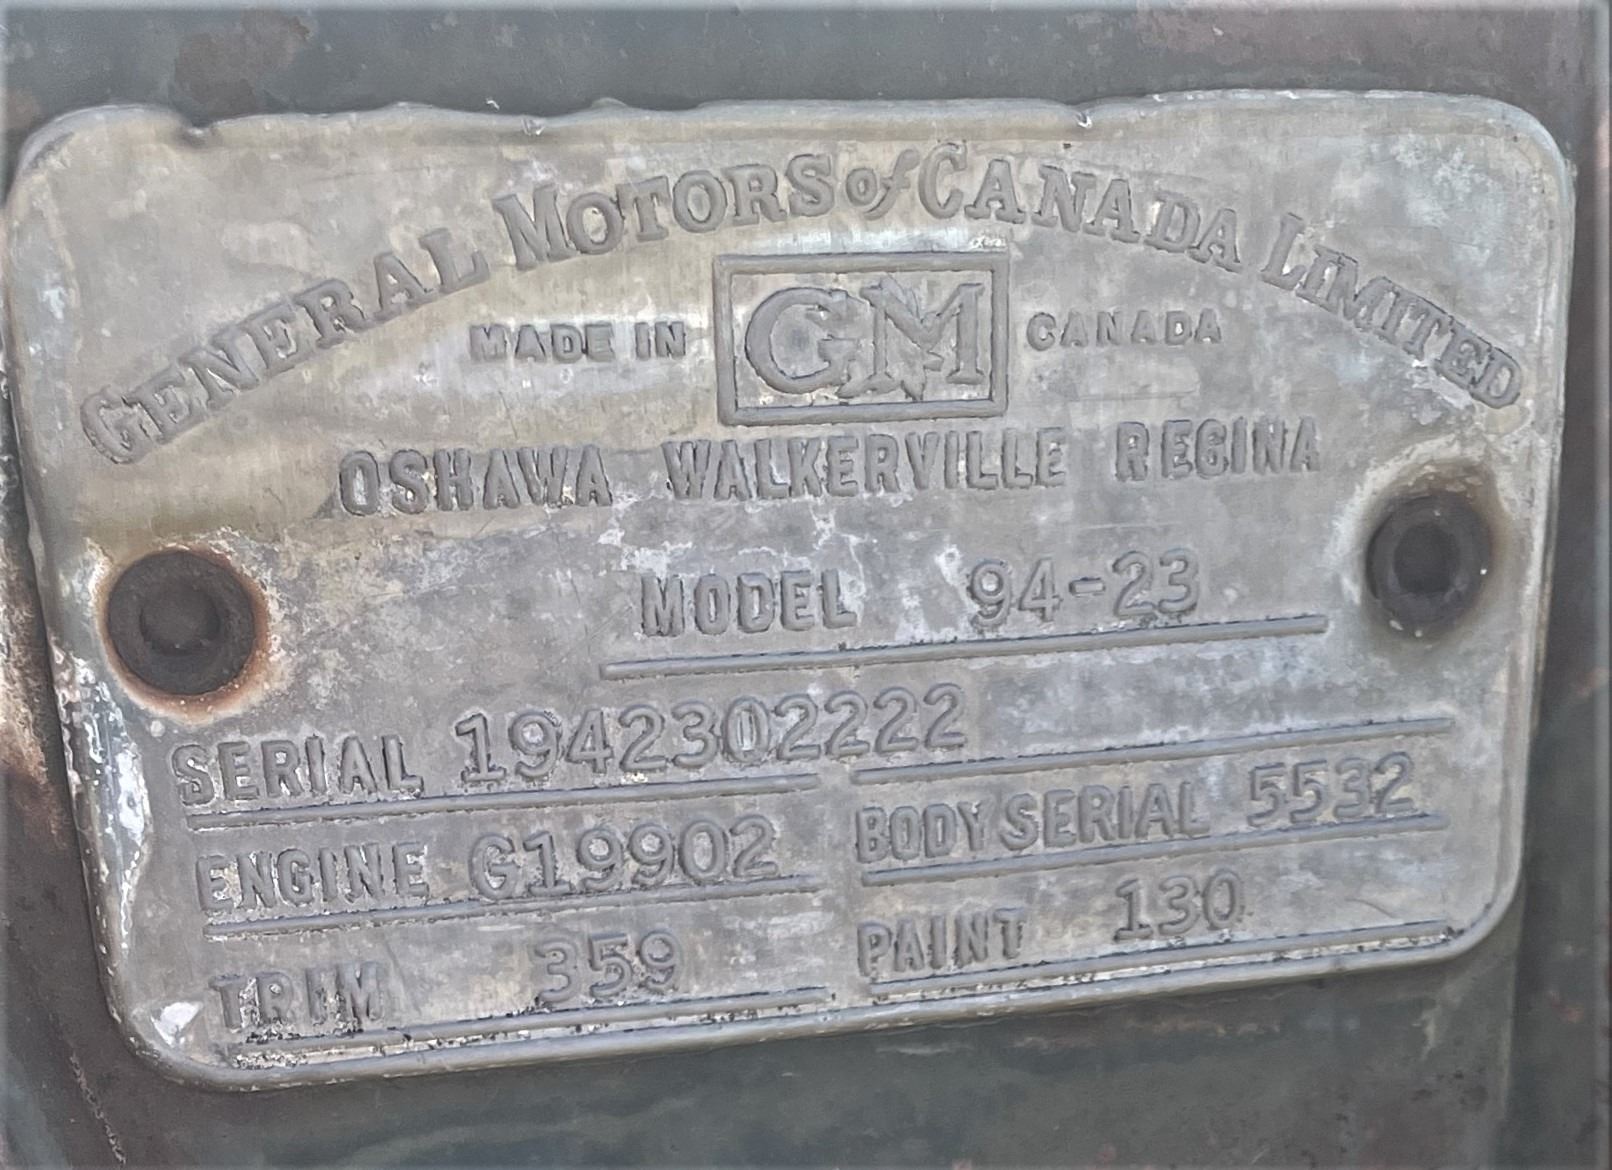 GENERAL MOTORS of CANADA LIMITED
MADE IN GM CANADA
OSHAWA WALKERVILLE REGINA
MODEL 94-23
SERIAL 1942302222
ENGINE G19902 BODY SERIAL 5532
TRIM 359 PAINT 130